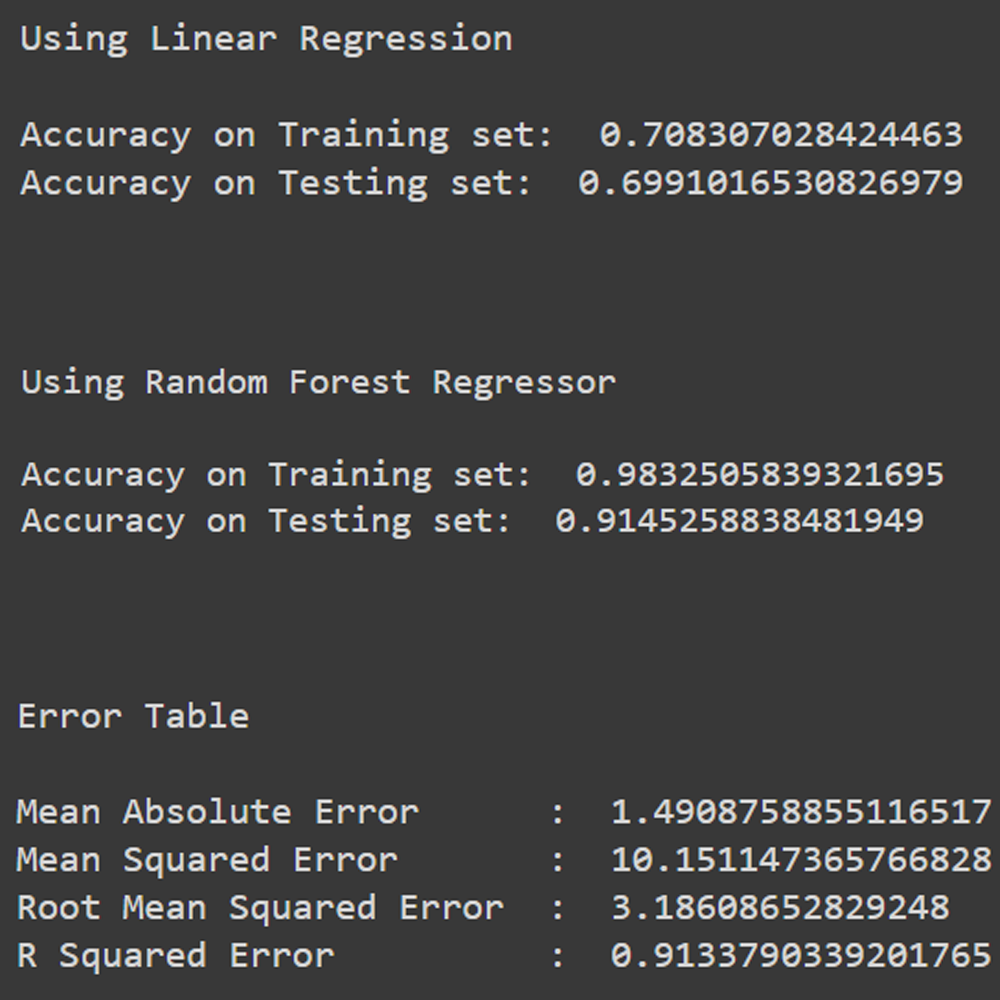 Using Linear Regression
Accuracy on Training set:  0.708307028424463
Accuracy on Testing set:  0.6991016530826979
Using Random Forest Regressor
Accuracy on Training set:  0.9832505839321695
Accuracy on Testing set:  0.9145258838481949
Error Table
Mean Absolute Error      :  1.4908758855116517
Mean Squared Error       :  10.151147365766828
Root Mean Squared Error  :  3.18608652829248
R Squared Error          :  0.9133790339201765